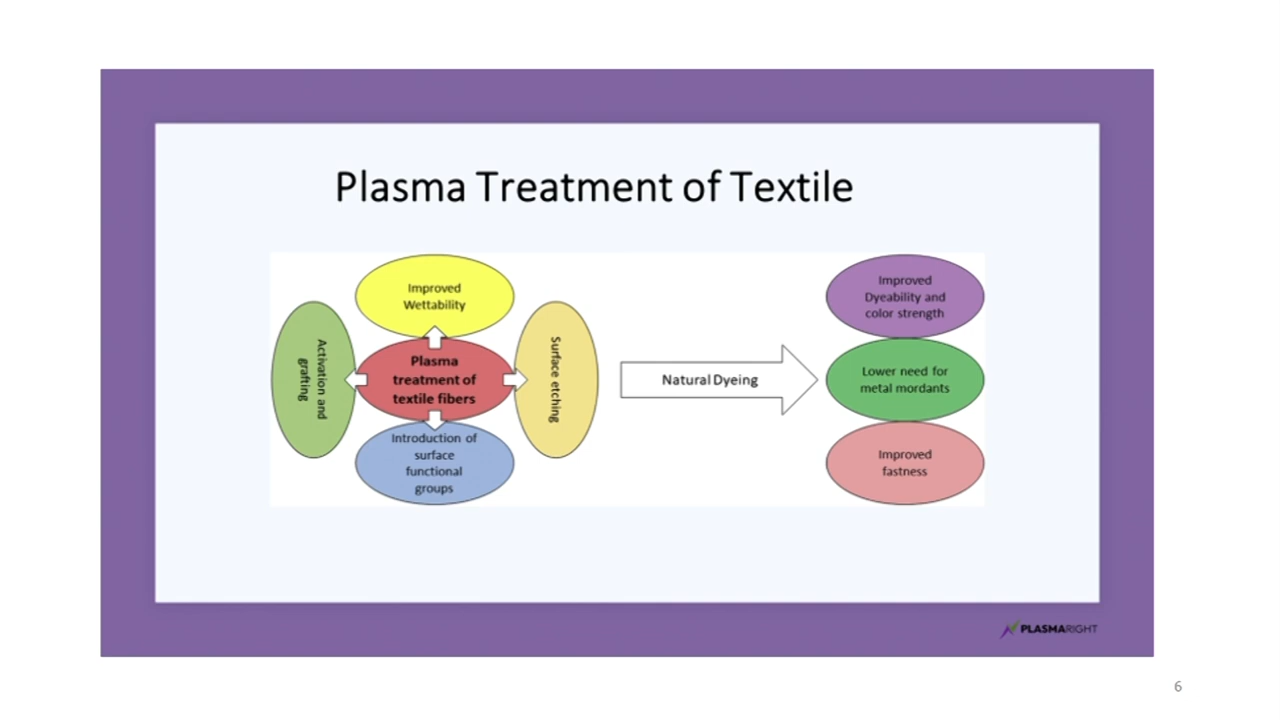 Plasma Treatment of Textile
Improved
Wettability
Activation and
grafting
Plasma
treatment of
textile fibers
Surface etching
Introduction of
surface
functional
groups
Natural Dyeing
Improved
Dyeability and
color strength
Lower need for
metal mordants
Improved
fastness
PLASMARIGHT
6